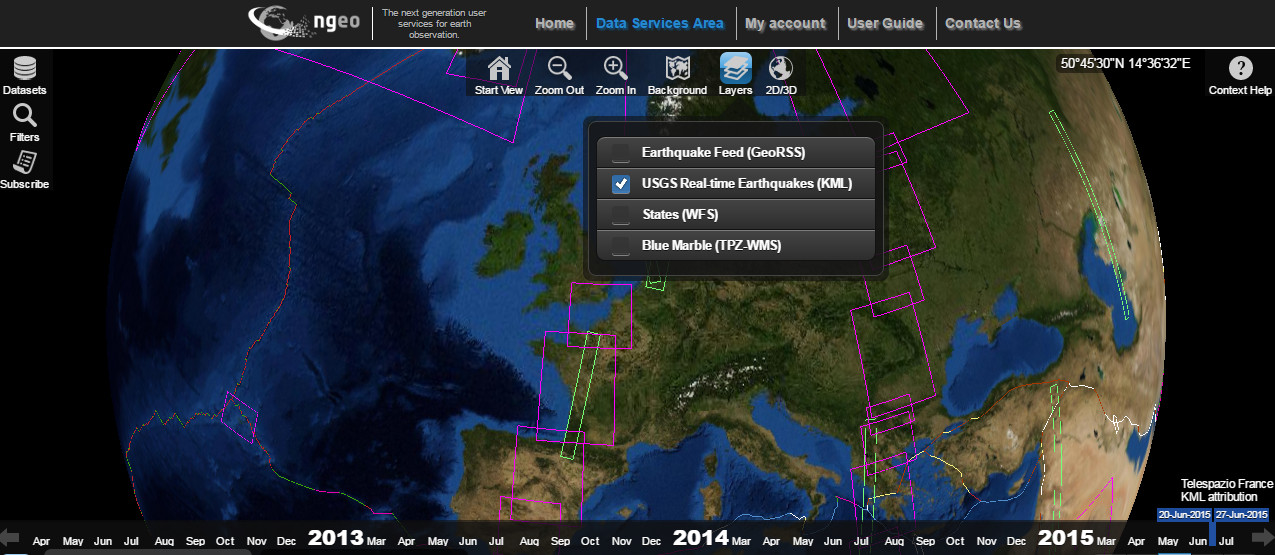 ngeo
The next generation user
services for earth
observation.
Home
Data Services Area
My account
User Guide
Contact Us
Datasets
Filters
Subscribe
Start View
Zoom Out
Zoom In
Background
Layers
2D/3D
50°45'30"N 14°36'32"E
?
Context Help
Earthquake Feed (GeoRSS)
USGS Real-time Earthquakes (KML)
States (WFS)
Blue Marble (TPZ-WMS)
Telespazio France
KML attribution
20-Jun-2015 27-Jun-2015
Apr May Jun Jul Aug Sep Oct Nov Dec 2013 Mar Apr May Jun Jul Aug Sep Oct Nov Dec 2014 Mar Apr May Jun Jul Aug Sep Oct Nov Dec 2015 Mar Apr May Jun Jul